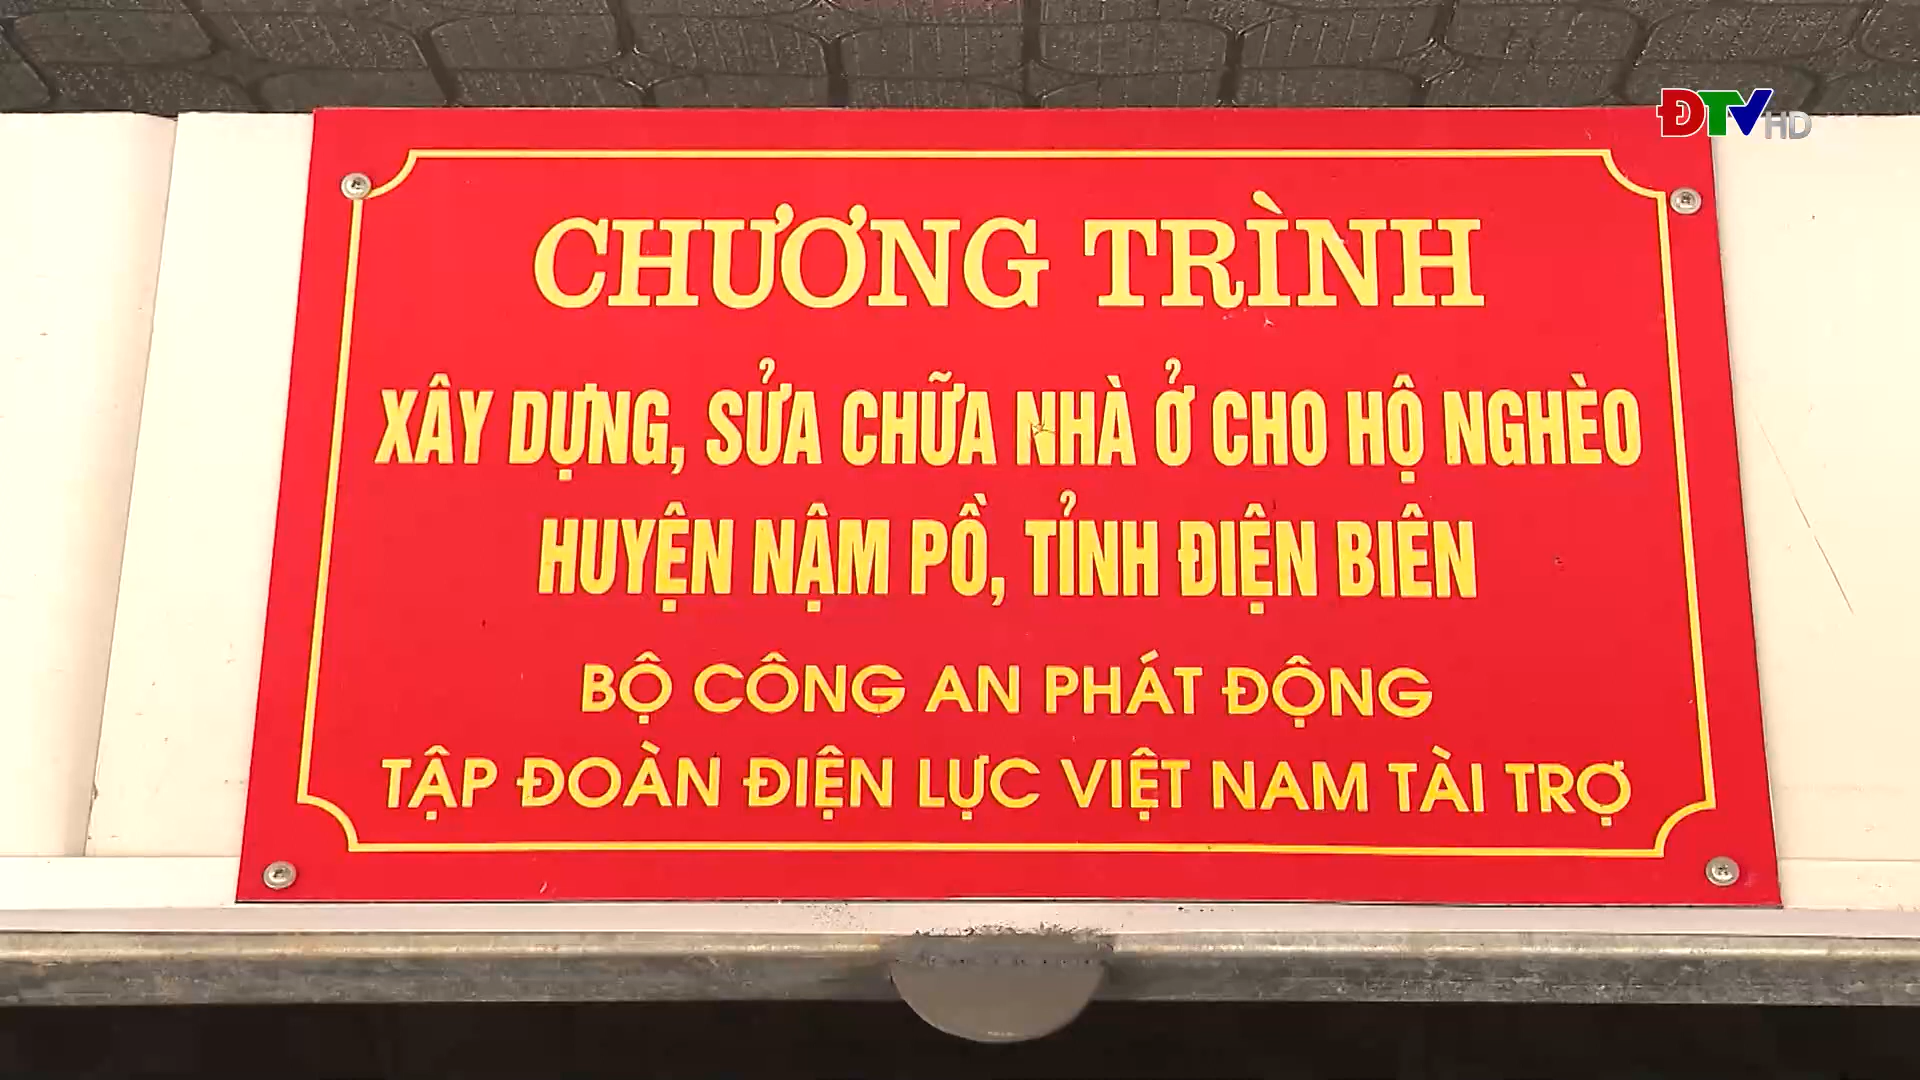 ĐTV HD
CHƯƠNG TRÌNH
XÂY DỰNG, SỬA CHỮA NHÀ Ở CHO HỘ NGHÈO
HUYỆN NẬM PỒ, TỈNH ĐIỆN BIÊN
BỘ CÔNG AN PHÁT ĐỘNG
TẬP ĐOÀN ĐIỆN LỰC VIỆT NAM TÀI TRỢ